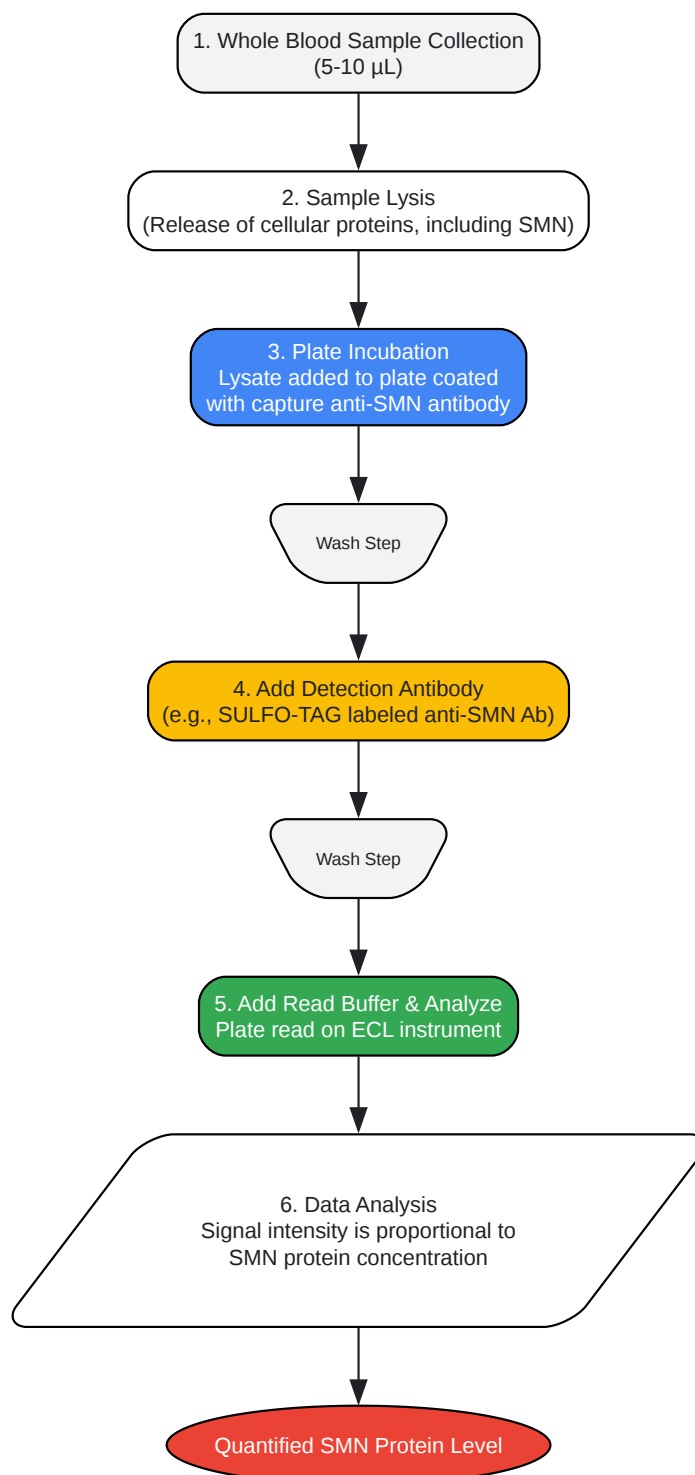 1. Whole Blood Sample Collection
(5-10 µL)
2. Sample Lysis
(Release of cellular proteins, including SMN)
3. Plate Incubation
Lysate added to plate coated
with capture anti-SMN antibody
Wash Step
4. Add Detection Antibody
(e.g., SULFO-TAG labeled anti-SMN Ab)
Wash Step
5. Add Read Buffer & Analyze
Plate read on ECL instrument
6. Data Analysis
Signal intensity is proportional to
SMN protein concentration
Quantified SMN Protein Level